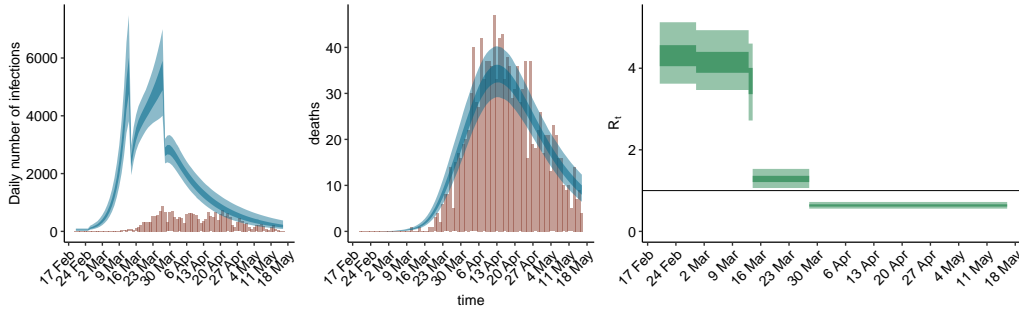 Daily number of infections
6000
4000
2000
0
17 Feb
24 Feb
2 Mar
9 Mar
16 Mar
23 Mar
30 Mar
6 Apr
13 Apr
20 Apr
27 Apr
4 May
11 May
18 May
deaths
40
30
20
10
0
17 Feb
24 Feb
2 Mar
9 Mar
16 Mar
23 Mar
30 Mar
6 Apr
13 Apr
20 Apr
27 Apr
4 May
11 May
18 May
time
Rt
4
2
0
17 Feb
24 Feb
2 Mar
9 Mar
16 Mar
23 Mar
30 Mar
6 Apr
13 Apr
20 Apr
27 Apr
4 May
11 May
18 May